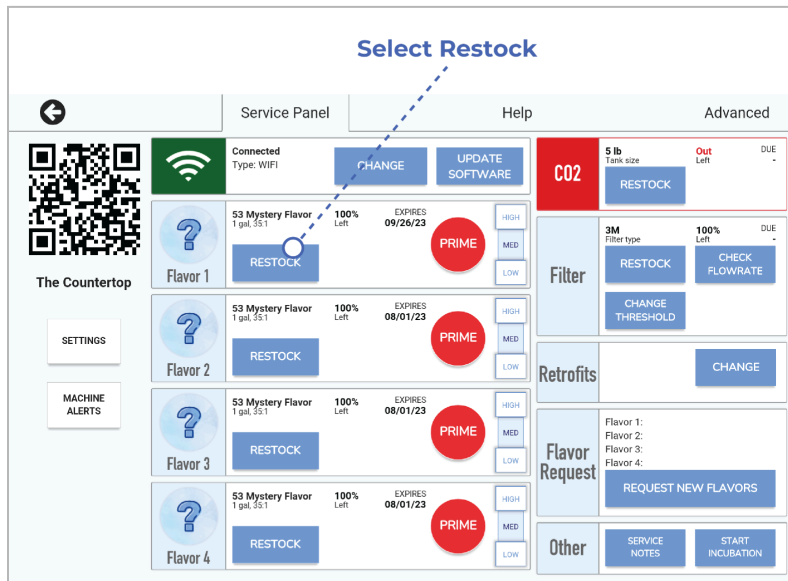 Select Restock
Service Panel
Help
Advanced
The Countertop
SETTINGS
MACHINE
ALERTS
Connected
Type: WIFI
CHANGE
UPDATE
SOFTWARE
Flavor 1
53 Mystery Flavor
1 gal, 35:1
100%
Left
EXPIRES
09/26/23
RESTOCK
PRIME
HIGH
MED
LOW
Flavor 2
53 Mystery Flavor
1 gal, 35:1
100%
Left
EXPIRES
08/01/23
RESTOCK
PRIME
HIGH
MED
LOW
Flavor 3
53 Mystery Flavor
1 gal, 35:1
100%
Left
EXPIRES
08/01/23
RESTOCK
PRIME
HIGH
MED
LOW
Flavor 4
53 Mystery Flavor
1 gal, 35:1
100%
Left
EXPIRES
08/01/23
RESTOCK
PRIME
HIGH
MED
LOW
CO2
5 lb
Tank size
Out
Left
DUE
-
RESTOCK
Filter
3M
Filter type
100%
Left
DUE
-
RESTOCK
CHECK
FLOWRATE
CHANGE
THRESHOLD
Retrofits
CHANGE
Flavor
Request
Flavor 1:
Flavor 2:
Flavor 3:
Flavor 4:
REQUEST NEW FLAVORS
Other
SERVICE
NOTES
START
INCUBATION